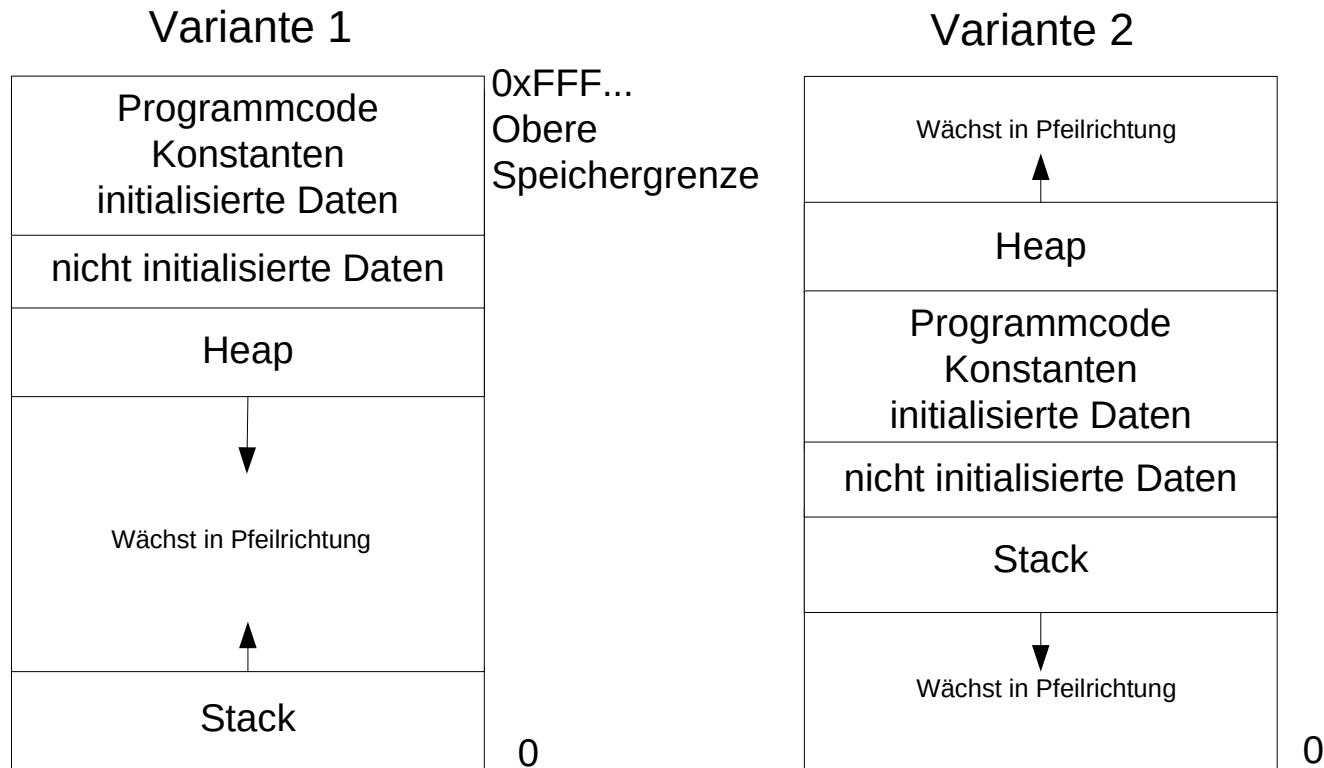 Variante 1
Programmcode
Konstanten
initialisierte Daten
nicht initialisierte Daten
Heap
Wächst in Pfeilrichtung
Stack
0xFFF...
Obere
Speichergrenze
0
Variante 2
Wächst in Pfeilrichtung
Heap
Programmcode
Konstanten
initialisierte Daten
nicht initialisierte Daten
Stack
Wächst in Pfeilrichtung
0